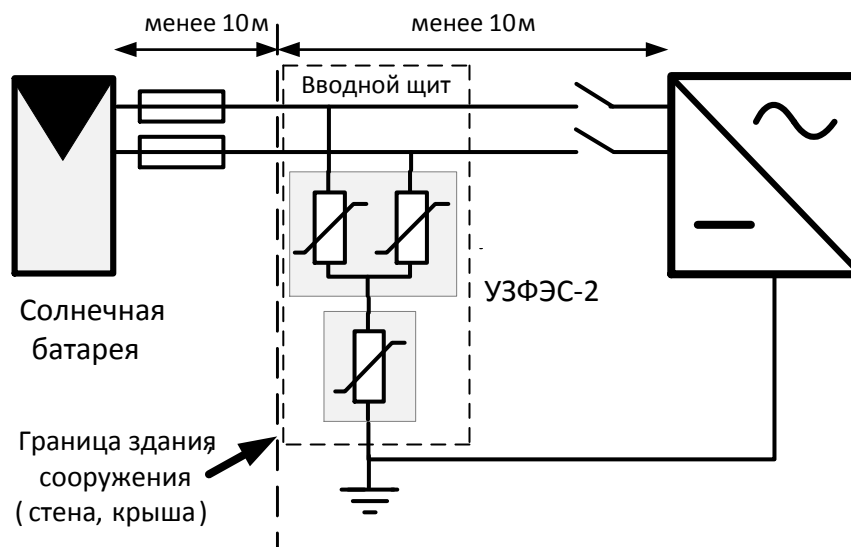 менее 10м
менее 10м
Вводной щит
УЗФЭС-2
Солнечная
батарея
Граница здания,
сооружения
( стена, крыша)